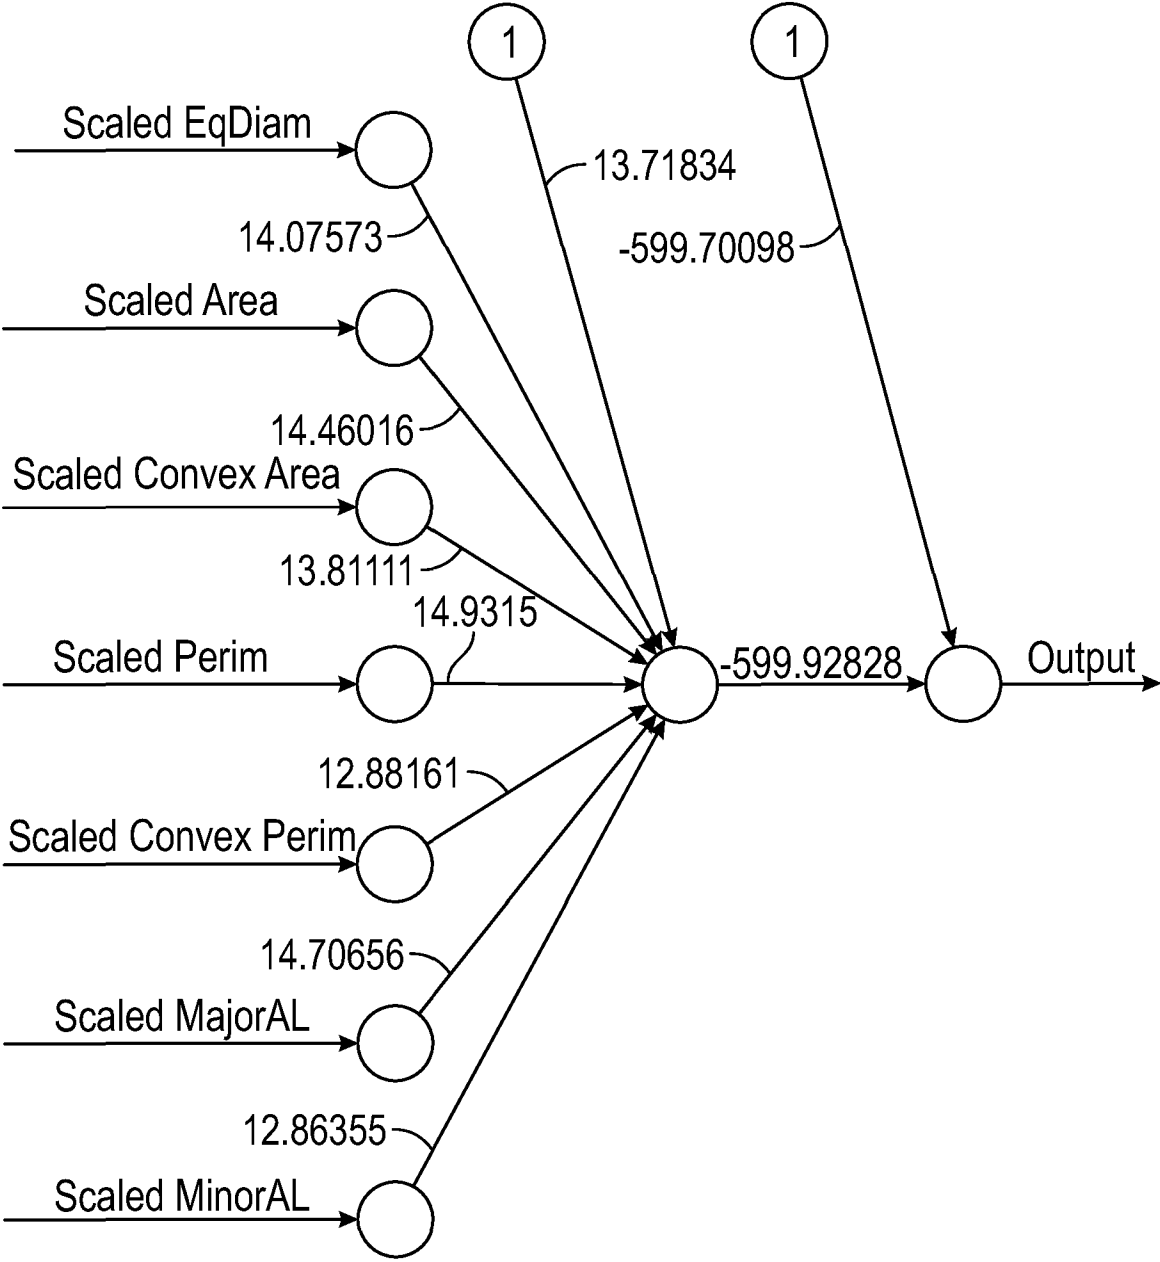 1
1
Scaled EqDiam
13.71834
14.07573
-599.70098
Scaled Area
14.46016
Scaled Convex Area
13.81111
14.9315
Scaled Perim
-599.92828
Output
12.88161
Scaled Convex Perim
14.70656
Scaled MajorAL
12.86355
Scaled MinorAL